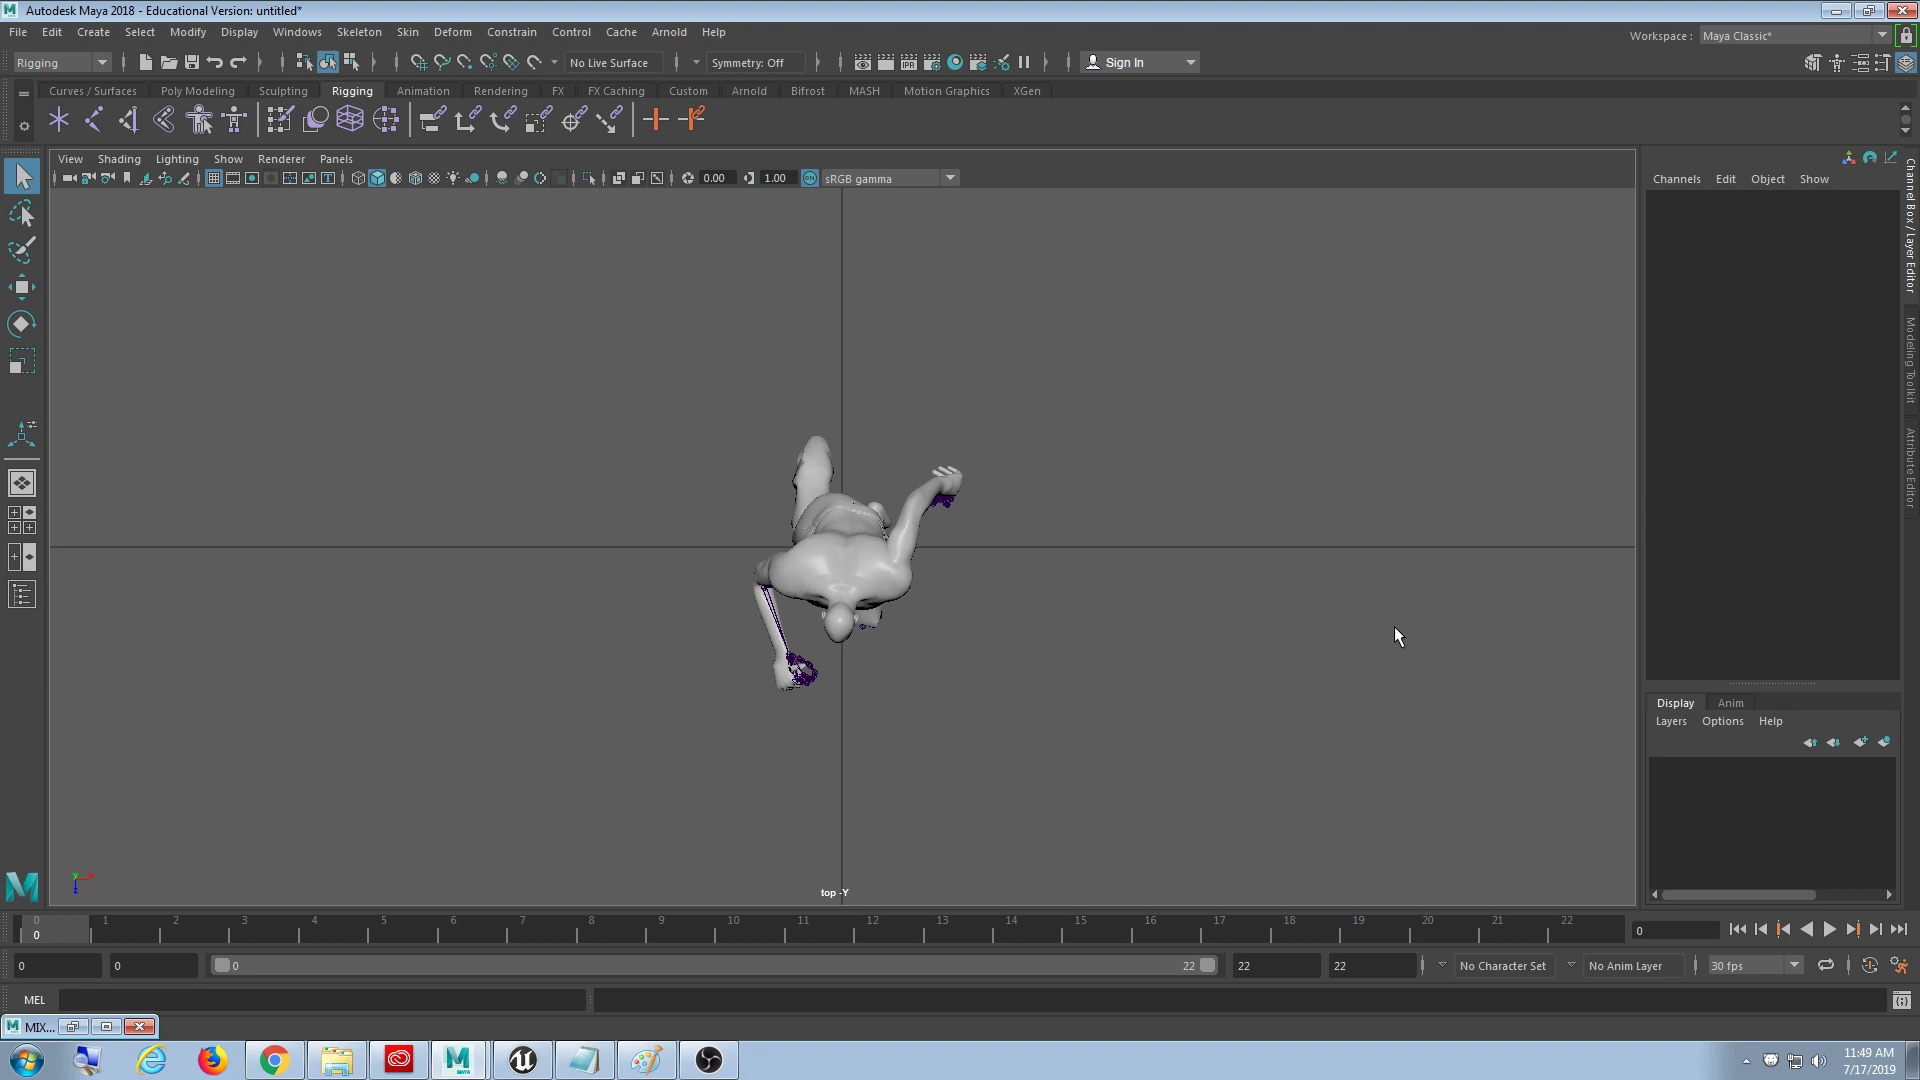 Autodesk Maya 2018 - Educational Version: untitled*
File Edit Create Select Modify Display Windows Skeleton Skin Deform Constrain Control Cache Arnold Help
Workspace : Maya Classic*
Rigging No Live Surface Symmetry: Off Sign In
Curves / Surfaces Poly Modeling Sculpting Rigging Animation Rendering FX FX Caching Custom Arnold Bifrost MASH Motion Graphics XGen
View Shading Lighting Show Renderer Panels
0.00 1.00 ON sRGB gamma
Channels Edit Object Show
Channel Box / Layer Editor
Modeling Toolkit
Attribute Editor
Display Anim
Layers Options Help
y x
z
top -Y
0 1 2 3 4 5 6 7 8 9 10 11 12 13 14 15 16 17 18 19 20 21 22
0 0
0 0 0 22 22 22 No Character Set No Anim Layer 30 fps
MEL
MIX...
11:49 AM
7/17/2019